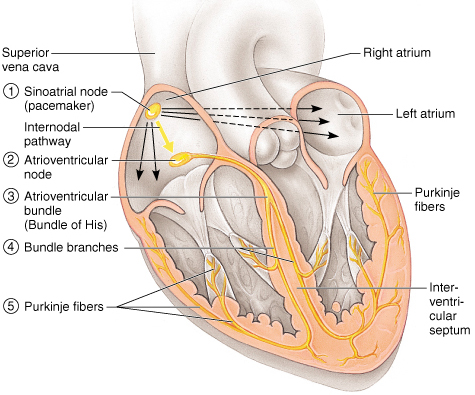 Superior
vena cava
① Sinoatrial node
(pacemaker)
Internodal
pathway
② Atrioventricular
node
③ Atrioventricular
bundle
(Bundle of His)
④ Bundle branches
⑤ Purkinje fibers
Right atrium
Left atrium
Purkinje
fibers
Inter-
ventri-
cular
septum